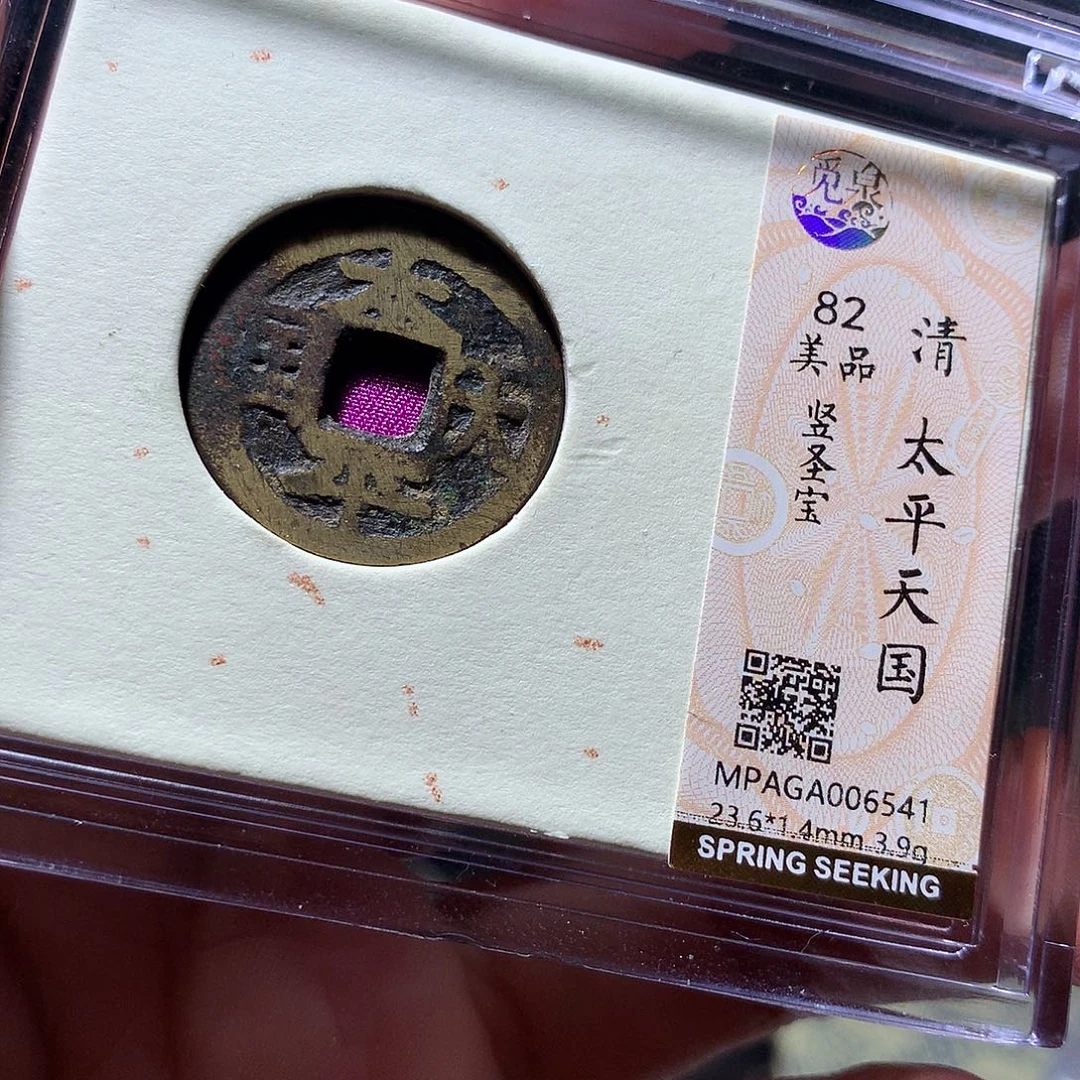 觅泉
清 太平天国
82
美品
竖圣宝
MPAGA006541
23.6*1.4mm 3.9g
SPRING SEEKING